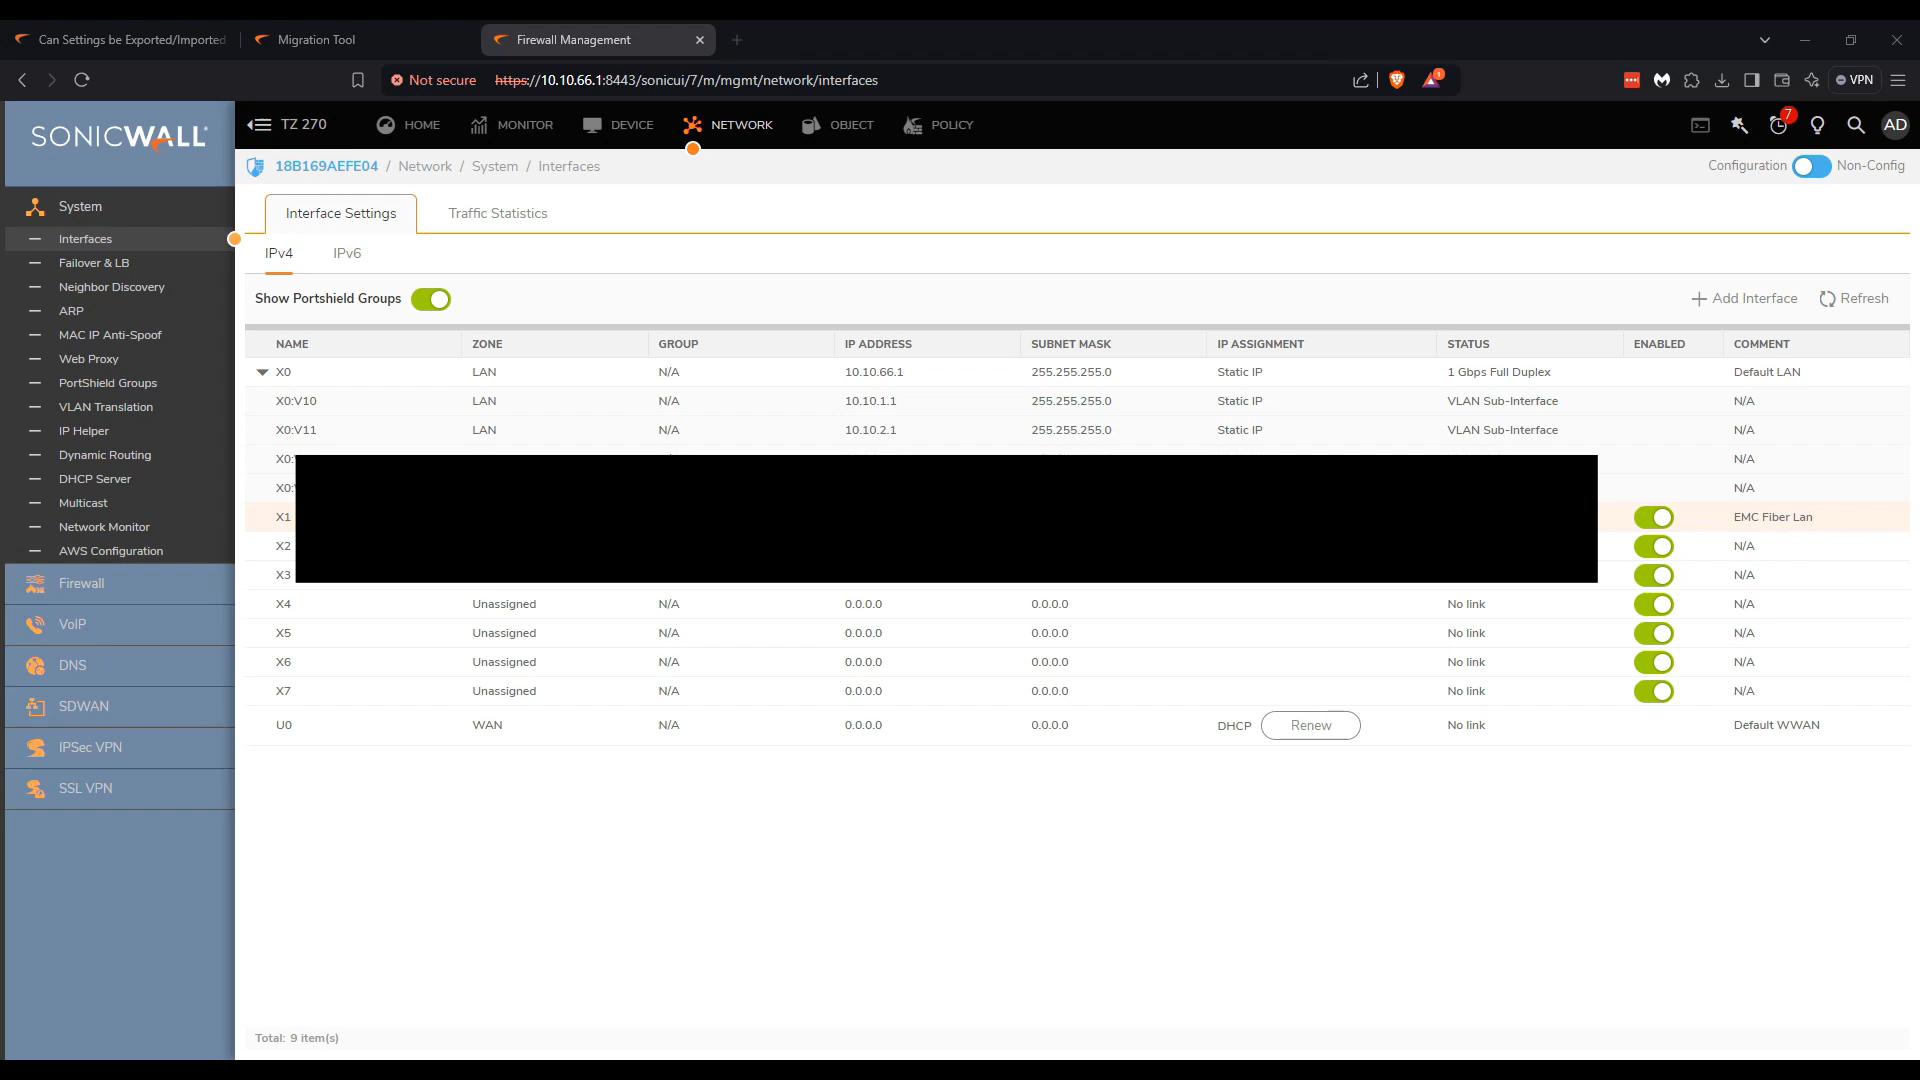 Can Settings be Exported/Imported
Migration Tool
Firewall Management
Not secure https://10.10.66.1:8443/sonicui/7/m/mgmt/network/interfaces
1
VPN
SONICWALL
TZ 270
HOME
MONITOR
DEVICE
NETWORK
OBJECT
POLICY
7
AD
18B169AEFE04 / Network / System / Interfaces
Configuration Non-Config
System
Interfaces
Failover & LB
Neighbor Discovery
ARP
MAC IP Anti-Spoof
Web Proxy
PortShield Groups
VLAN Translation
IP Helper
Dynamic Routing
DHCP Server
Multicast
Network Monitor
AWS Configuration
Firewall
VoIP
DNS
SDWAN
IPSec VPN
SSL VPN
Interface Settings Traffic Statistics
IPv4 IPv6
Show Portshield Groups
Add Interface Refresh
NAME ZONE GROUP IP ADDRESS SUBNET MASK IP ASSIGNMENT STATUS ENABLED COMMENT
X0 LAN N/A 10.10.66.1 255.255.255.0 Static IP 1 Gbps Full Duplex Default LAN
X0:V10 LAN N/A 10.10.1.1 255.255.255.0 Static IP VLAN Sub-Interface N/A
X0:V11 LAN N/A 10.10.2.1 255.255.255.0 Static IP VLAN Sub-Interface N/A
X0: N/A
X0: N/A
X1 EMC Fiber Lan
X2 N/A
X3 N/A
X4 Unassigned N/A 0.0.0.0 0.0.0.0 No link N/A
X5 Unassigned N/A 0.0.0.0 0.0.0.0 No link N/A
X6 Unassigned N/A 0.0.0.0 0.0.0.0 No link N/A
X7 Unassigned N/A 0.0.0.0 0.0.0.0 No link N/A
U0 WAN N/A 0.0.0.0 0.0.0.0 DHCP Renew No link Default WWAN
Total: 9 item(s)